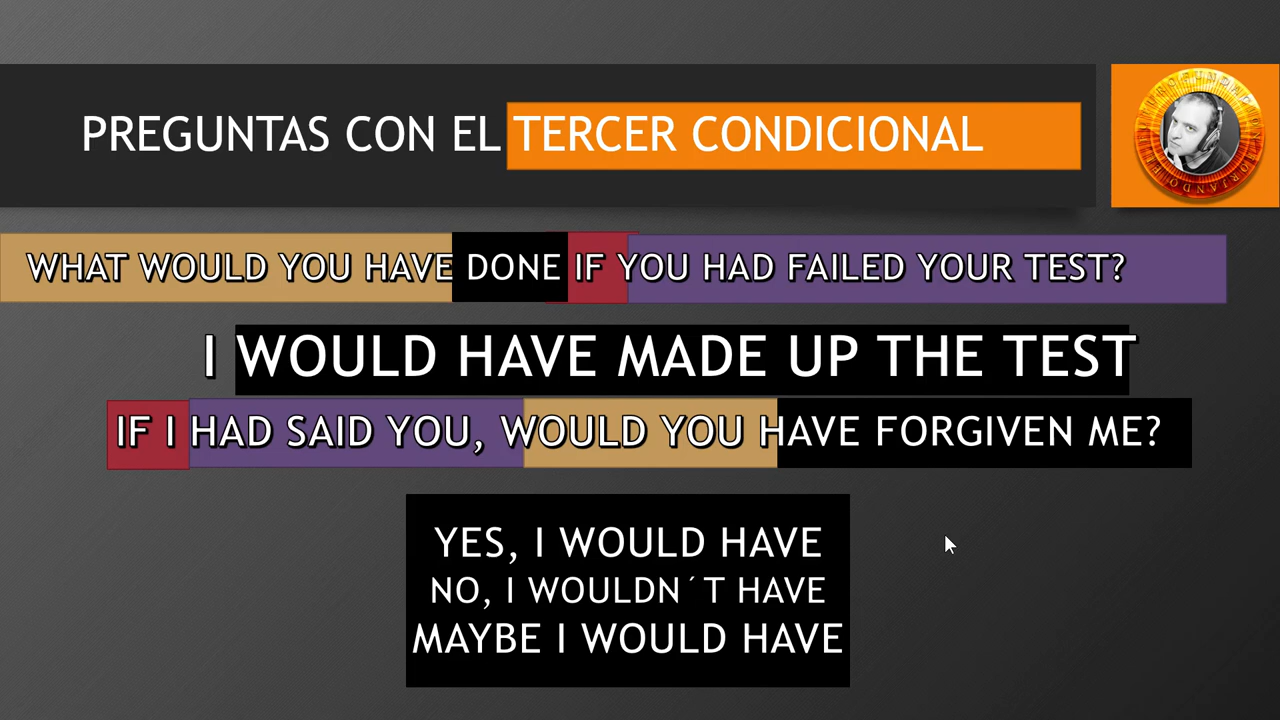 PREGUNTAS CON EL TERCER CONDICIONAL
WHAT WOULD YOU HAVE DONE IF YOU HAD FAILED YOUR TEST?
I WOULD HAVE MADE UP THE TEST
IF I HAD SAID YOU, WOULD YOU HAVE FORGIVEN ME?
YES, I WOULD HAVE
NO, I WOULDN´T HAVE
MAYBE I WOULD HAVE